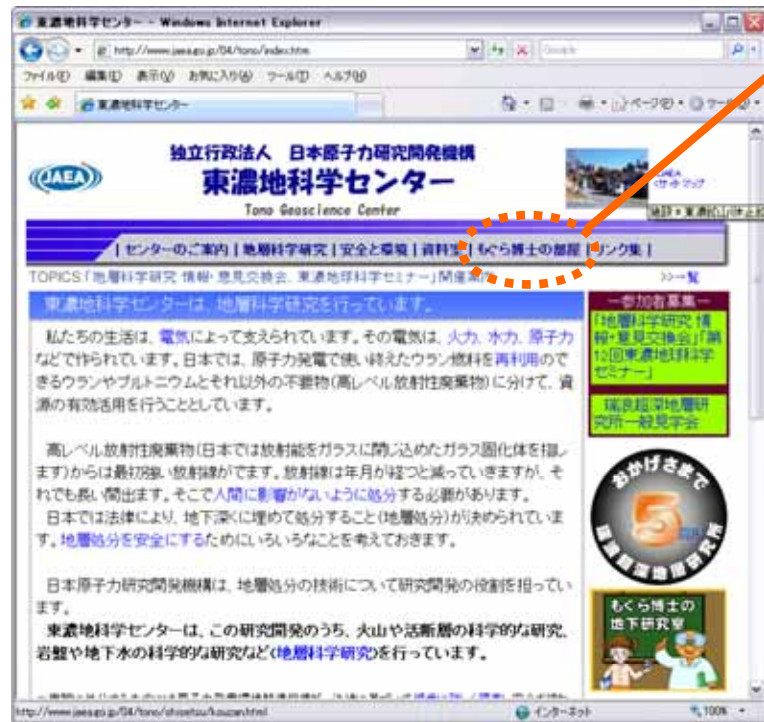 東濃地科学センター - Windows Internet Explorer
http://www.jaea.go.jp/04/tono/index.htm
Google
ファイル(F) 編集(E) 表示(V) お気に入り(A) ツール(T) ヘルプ(H)
東濃地科学センター
ページ(P) ツール(O)
独立行政法人 日本原子力研究開発機構
(JAEA)
東濃地科学センター
Tono Geoscience Center
JAEA
サイトマップ
| センターのご案内 | 地層科学研究 | 安全と環境 | 資料室 | もぐら博士の部屋 | リンク集 |
TOPICS「地層科学研究 情報・意見交換会、東濃地球科学セミナー」開催案内
>>一覧
東濃地科学センターは、地層科学研究を行っています。
私たちの生活は、電気によって支えられています。その電気は、火力、水力、原子力
などで作られています。日本では、原子力発電で使い終えたウラン燃料を再利用ので
きるウランやプルトニウムとそれ以外の不要物(高レベル放射性廃棄物)に分けて、資
源の有効活用を行うこととしています。
高レベル放射性廃棄物(日本では放射能をガラスに閉じ込めたガラス固化体を指し
ます)からは最初強い放射線がでます。放射線は年月が経つと減っていきますが、そ
れでも長い間出ます。そこで人間に影響がないように処分する必要があります。
日本では法律により、地下深くに埋めて処分すること(地層処分)が決められていま
す。地層処分を安全にするためにいろいろなことを考えておきます。
日本原子力研究開発機構は、地層処分の技術について研究開発の役割を担ってい
ます。
東濃地科学センターは、この研究開発のうち、火山や活断層の科学的な研究、
岩盤や地下水の科学的な研究など(地層科学研究)を行っています。
―参加者募集―
「地層科学研究 情
報・意見交換会」「第
12回東濃地球科学
セミナー」
瑞浪超深地層研
究所一般見学会
おかげさまで
5
瑞浪超深地層研究所
もぐら博士の
地下研究室
http://www.jaea.go.jp/04/tono/shisetsu/kouzan.html
インターネット
100%